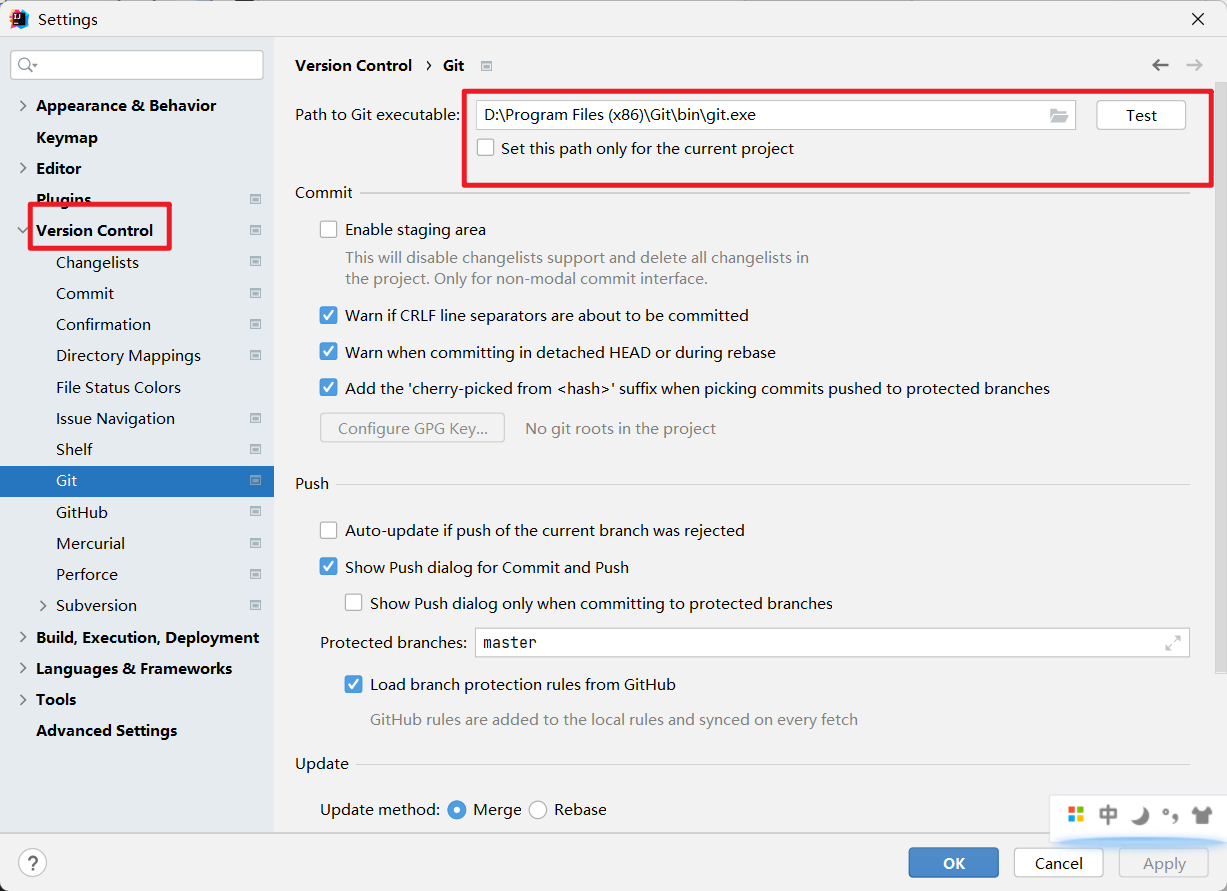 Settings
Version Control › Git
Appearance & Behavior
Keymap
Editor
Plugins
Version Control
Changelists
Commit
Confirmation
Directory Mappings
File Status Colors
Issue Navigation
Shelf
Git
GitHub
Mercurial
Perforce
Subversion
Build, Execution, Deployment
Languages & Frameworks
Tools
Advanced Settings
Path to Git executable: D:\Program Files (x86)\Git\bin\git.exe Test
Set this path only for the current project
Commit
Enable staging area
This will disable changelists support and delete all changelists in
the project. Only for non-modal commit interface.
Warn if CRLF line separators are about to be committed
Warn when committing in detached HEAD or during rebase
Add the 'cherry-picked from <hash>' suffix when picking commits pushed to protected branches
Configure GPG Key... No git roots in the project
Push
Auto-update if push of the current branch was rejected
Show Push dialog for Commit and Push
Show Push dialog only when committing to protected branches
Protected branches: master
Load branch protection rules from GitHub
GitHub rules are added to the local rules and synced on every fetch
Update
Update method: Merge Rebase
中 °,
? OK Cancel Apply